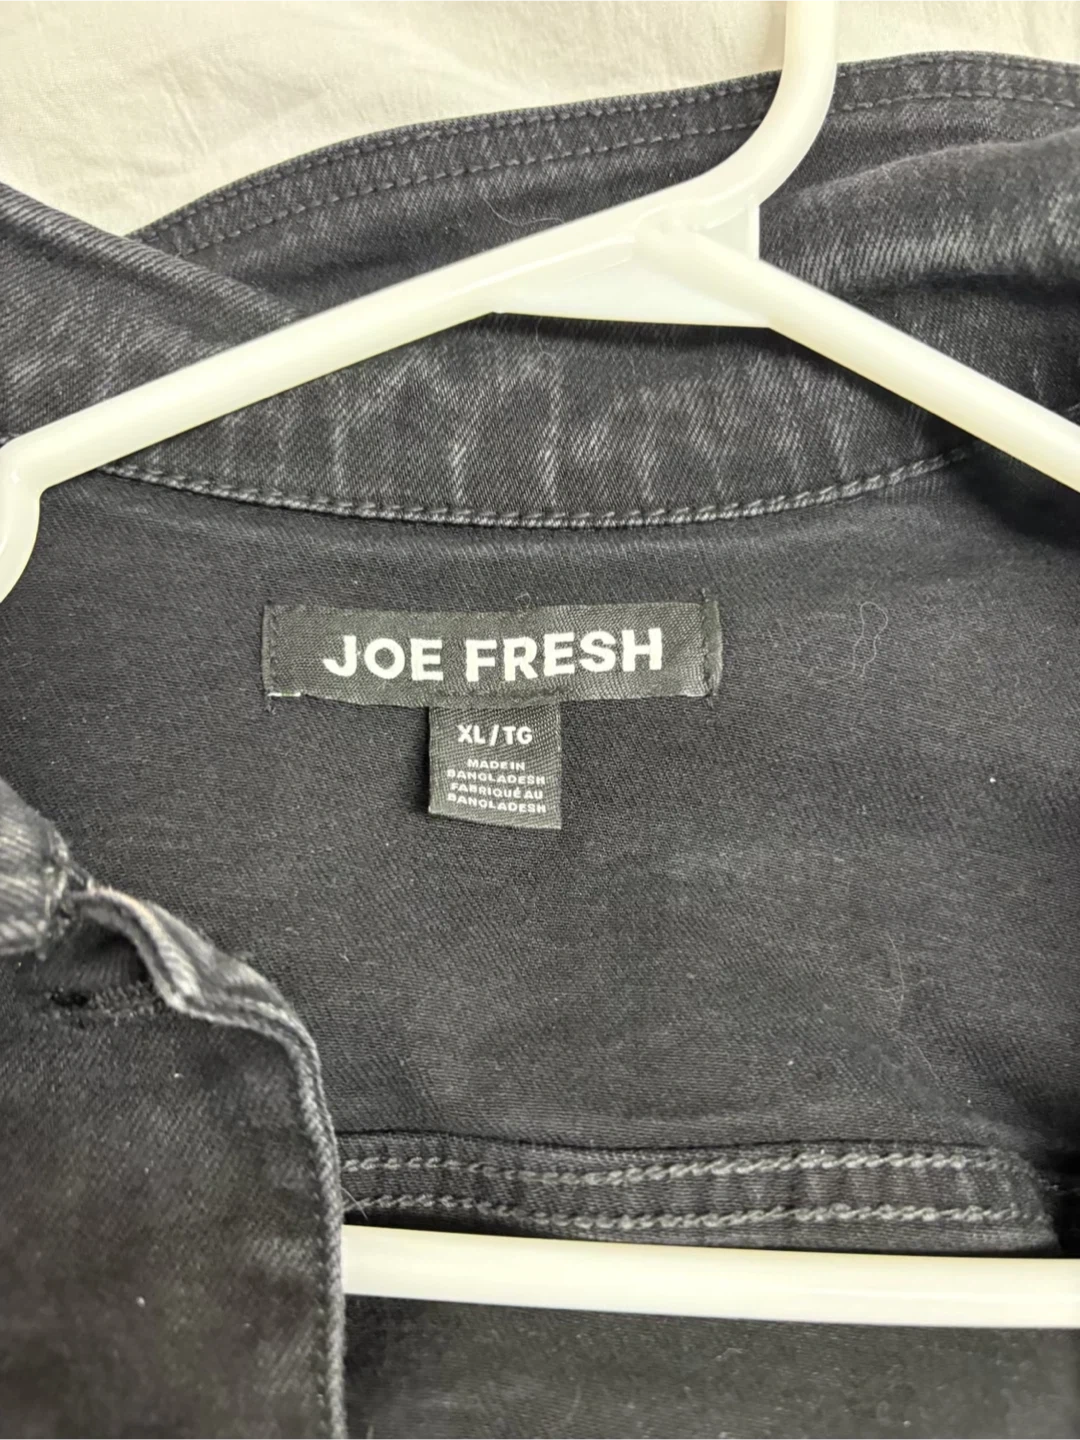 JOE FRESH
XL/TG
MADE IN
BANGLADESH
FABRIQUÉ AU
BANGLADESH